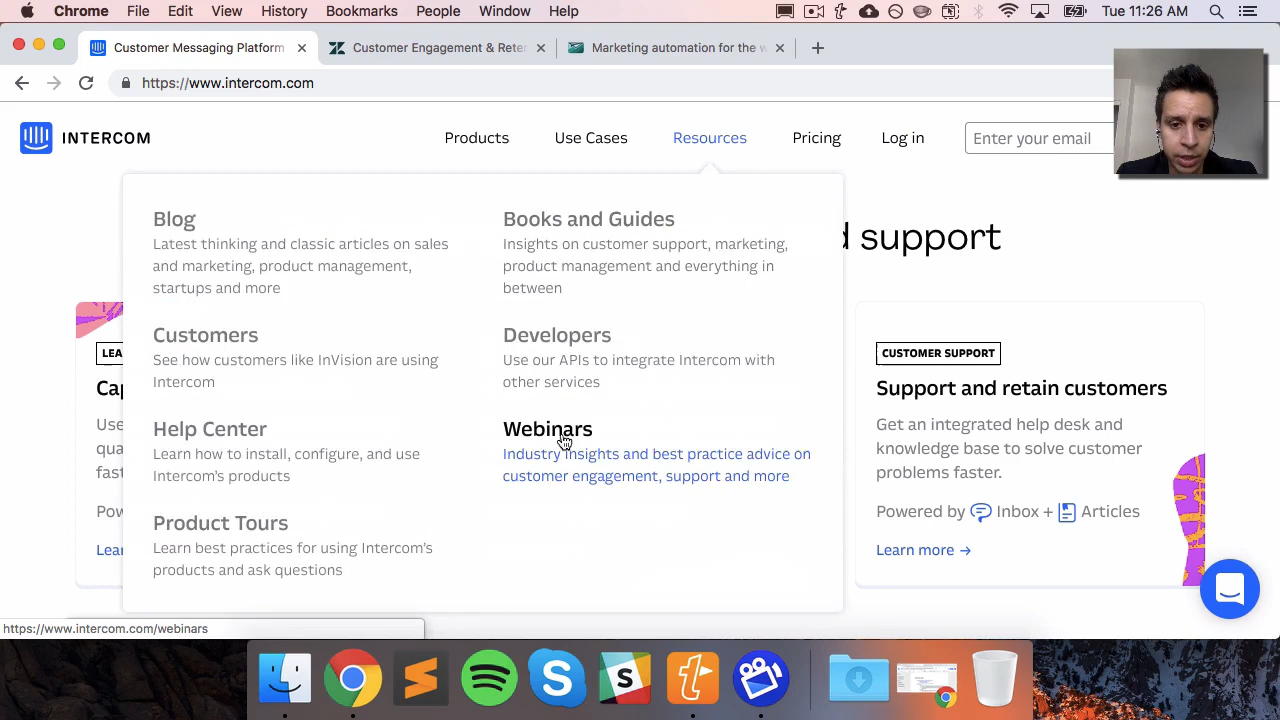 Chrome File Edit View History Bookmarks People Window Help Tue 11:26 AM
Customer Messaging Platform
Customer Engagement & Rete
Marketing automation for the w
https://www.intercom.com
INTERCOM
Products Use Cases Resources Pricing Log in Enter your email
d support
Blog
Latest thinking and classic articles on sales
and marketing, product management,
startups and more
Books and Guides
Insights on customer support, marketing,
product management and everything in
between
Customers
See how customers like InVision are using
Intercom
Developers
Use our APIs to integrate Intercom with
other services
Help Center
Learn how to install, configure, and use
Intercom's products
Webinars
Industry insights and best practice advice on
customer engagement, support and more
Product Tours
Learn best practices for using Intercom's
products and ask questions
LEA
Cap
Use
qua
fast
Pow
Lear
CUSTOMER SUPPORT
Support and retain customers
Get an integrated help desk and
knowledge base to solve customer
problems faster.
Powered by Inbox + Articles
Learn more →
https://www.intercom.com/webinars